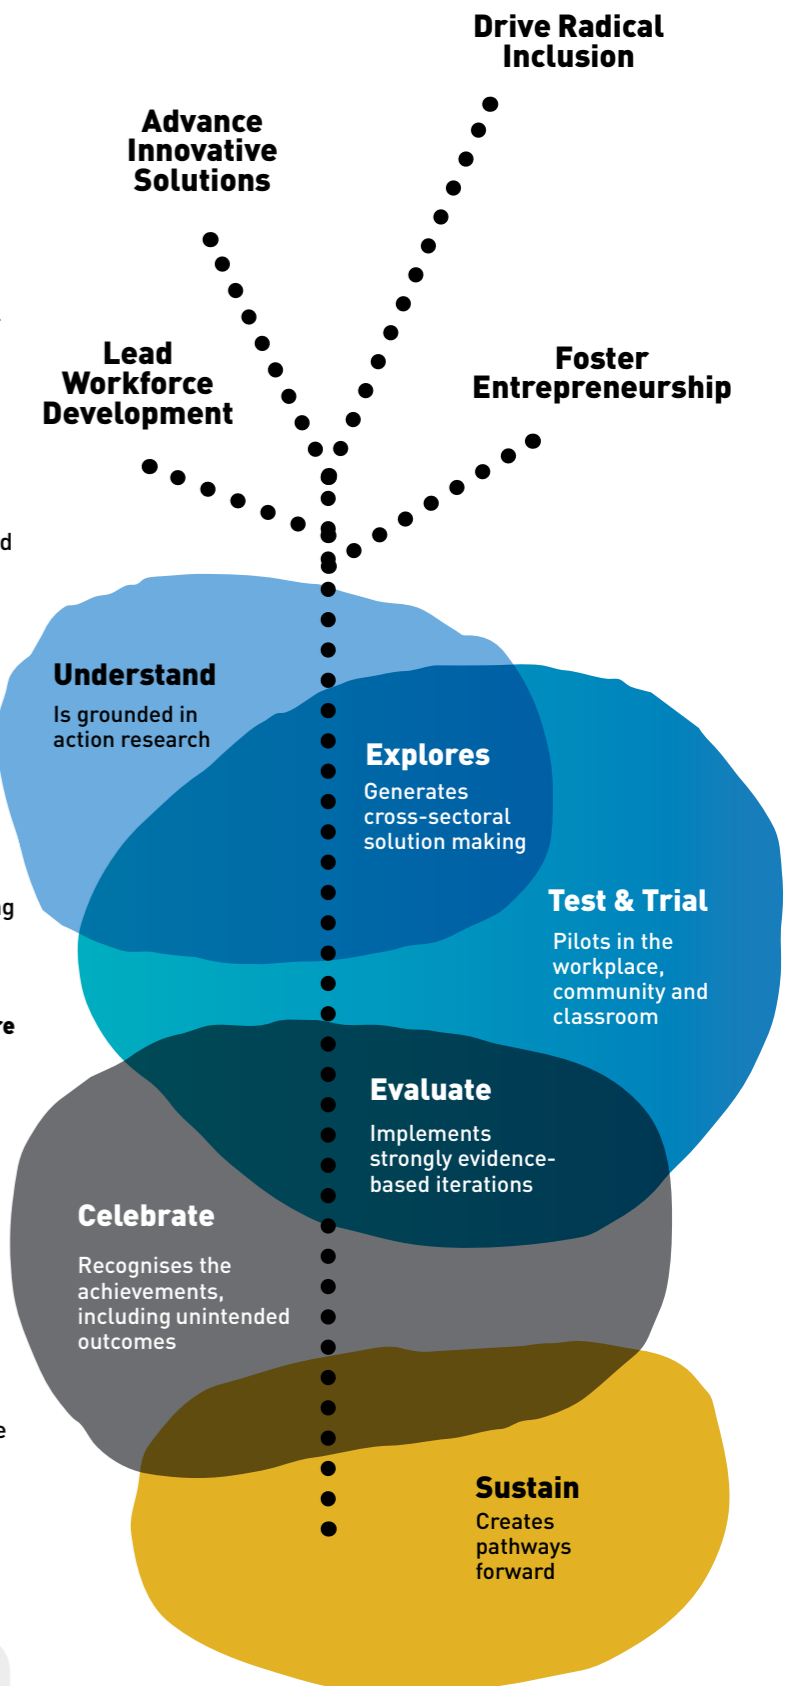 Drive Radical
Inclusion
Advance
Innovative
Solutions
Lead
Workforce
Development
Foster
Entrepreneurship
Understand
Is grounded in
action research
Explores
Generates
cross-sectoral
solution making
Test & Trial
Pilots in the
workplace,
community and
classroom
Evaluate
Implements
strongly evidence-
based iterations
Celebrate
Recognises the
achievements,
including unintended
outcomes
Sustain
Creates
pathways
forward